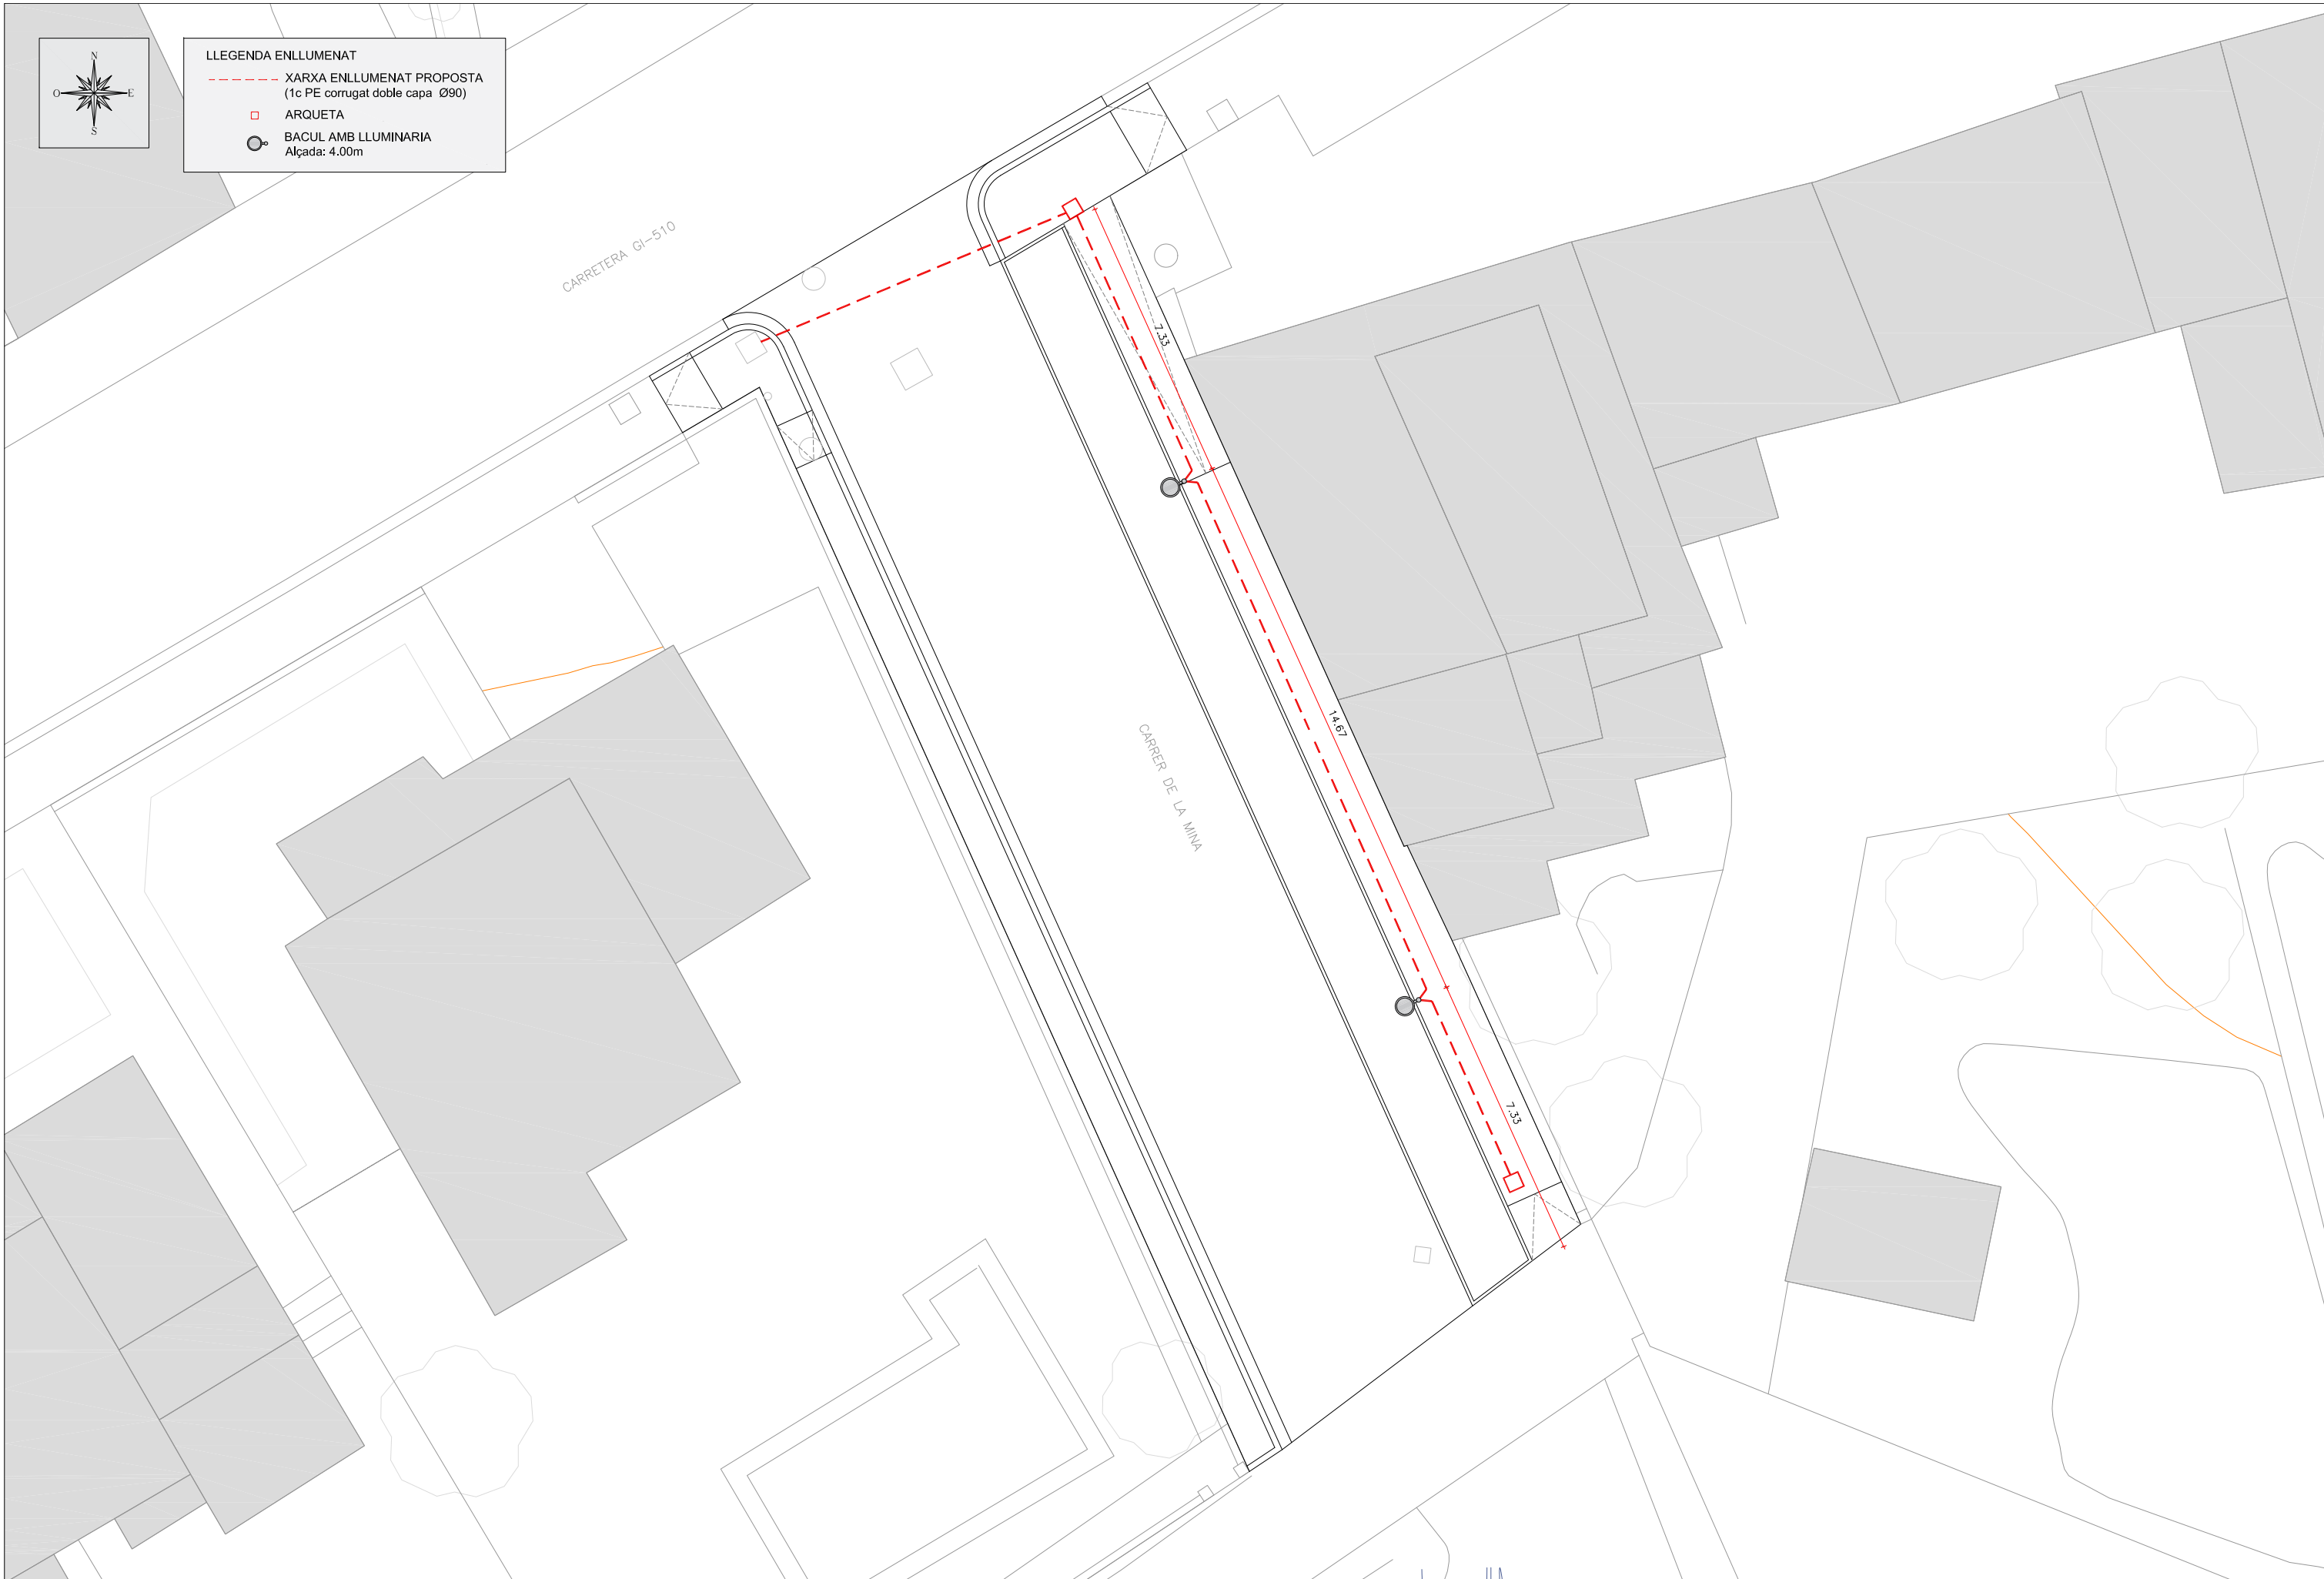 N
O
E
S
LLEGENDA ENLLUMENAT
XARXA ENLLUMENAT PROPOSTA
(1c PE corrugat doble capa Ø90)
ARQUETA
BACUL AMB LLUMINARIA
Alçada: 4.00m
CARRETERA GI-510
7.33
14.67
CARRER DE LA MINA
7.33